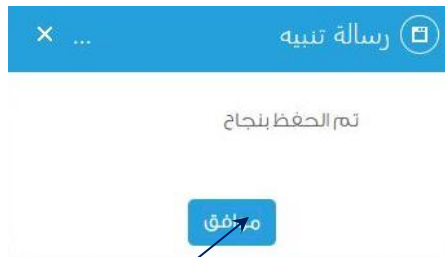 رسالة تنبيه ...
تم الحفظ بنجاح
موافق